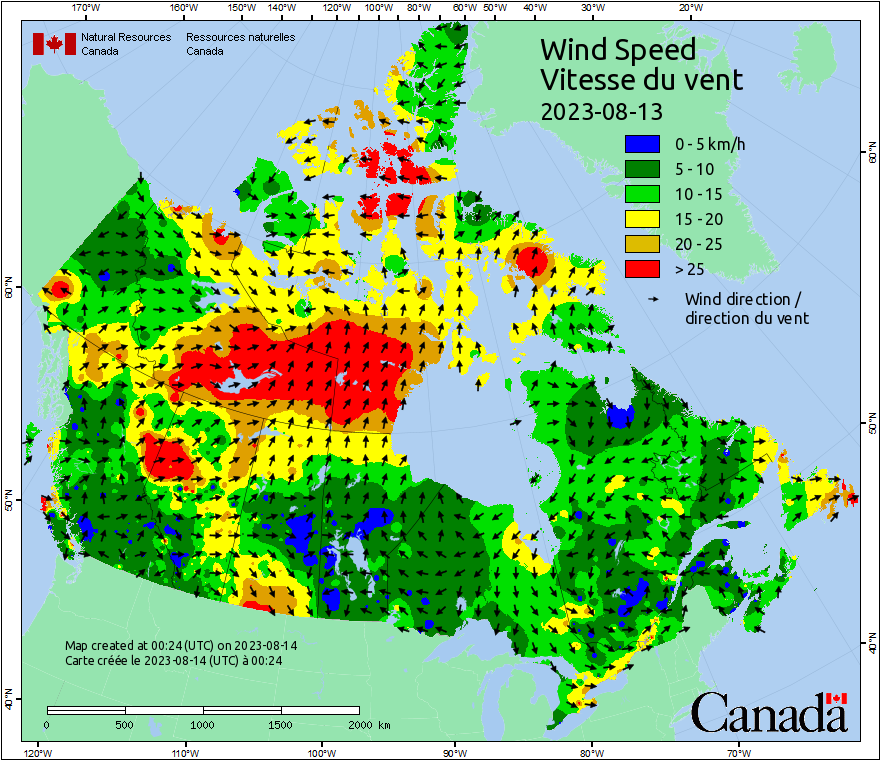 170°W 160°W 150°W 140°W 120°W 100°W 80°W 60°W 50°W 40°W 30°W 20°W
Natural Resources Canada
Ressources naturelles Canada
Wind Speed
Vitesse du vent
2023-08-13
0 - 5 km/h
5 - 10
10 - 15
15 - 20
20 - 25
> 25
Wind direction /
direction du vent
60°N
60°N
50°N
50°N
40°N
40°N
Map created at 00:24 (UTC) on 2023-08-14
Carte créée le 2023-08-14 (UTC) à 00:24
0 500 1000 1500 2000 km
Canada
120°W 110°W 100°W 90°W 80°W 70°W